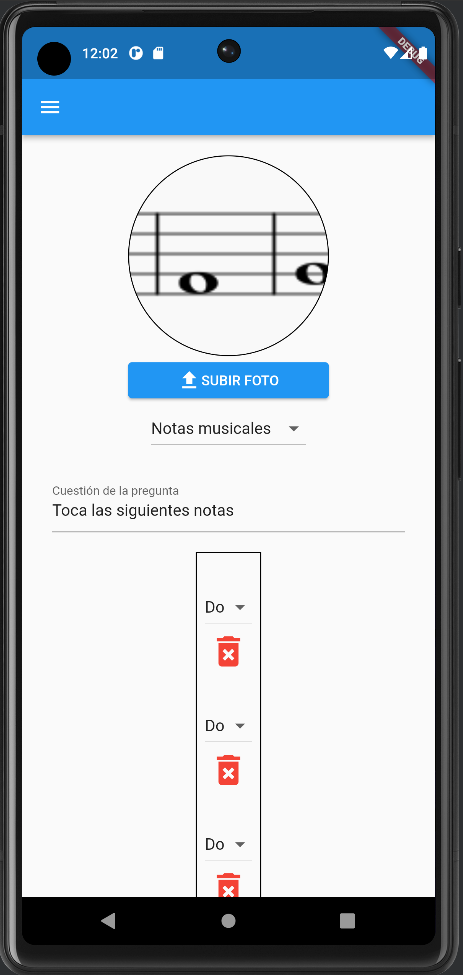 12:02
DEBUG
SUBIR FOTO
Notas musicales
Cuestión de la pregunta
Toca las siguientes notas
Do
Do
Do